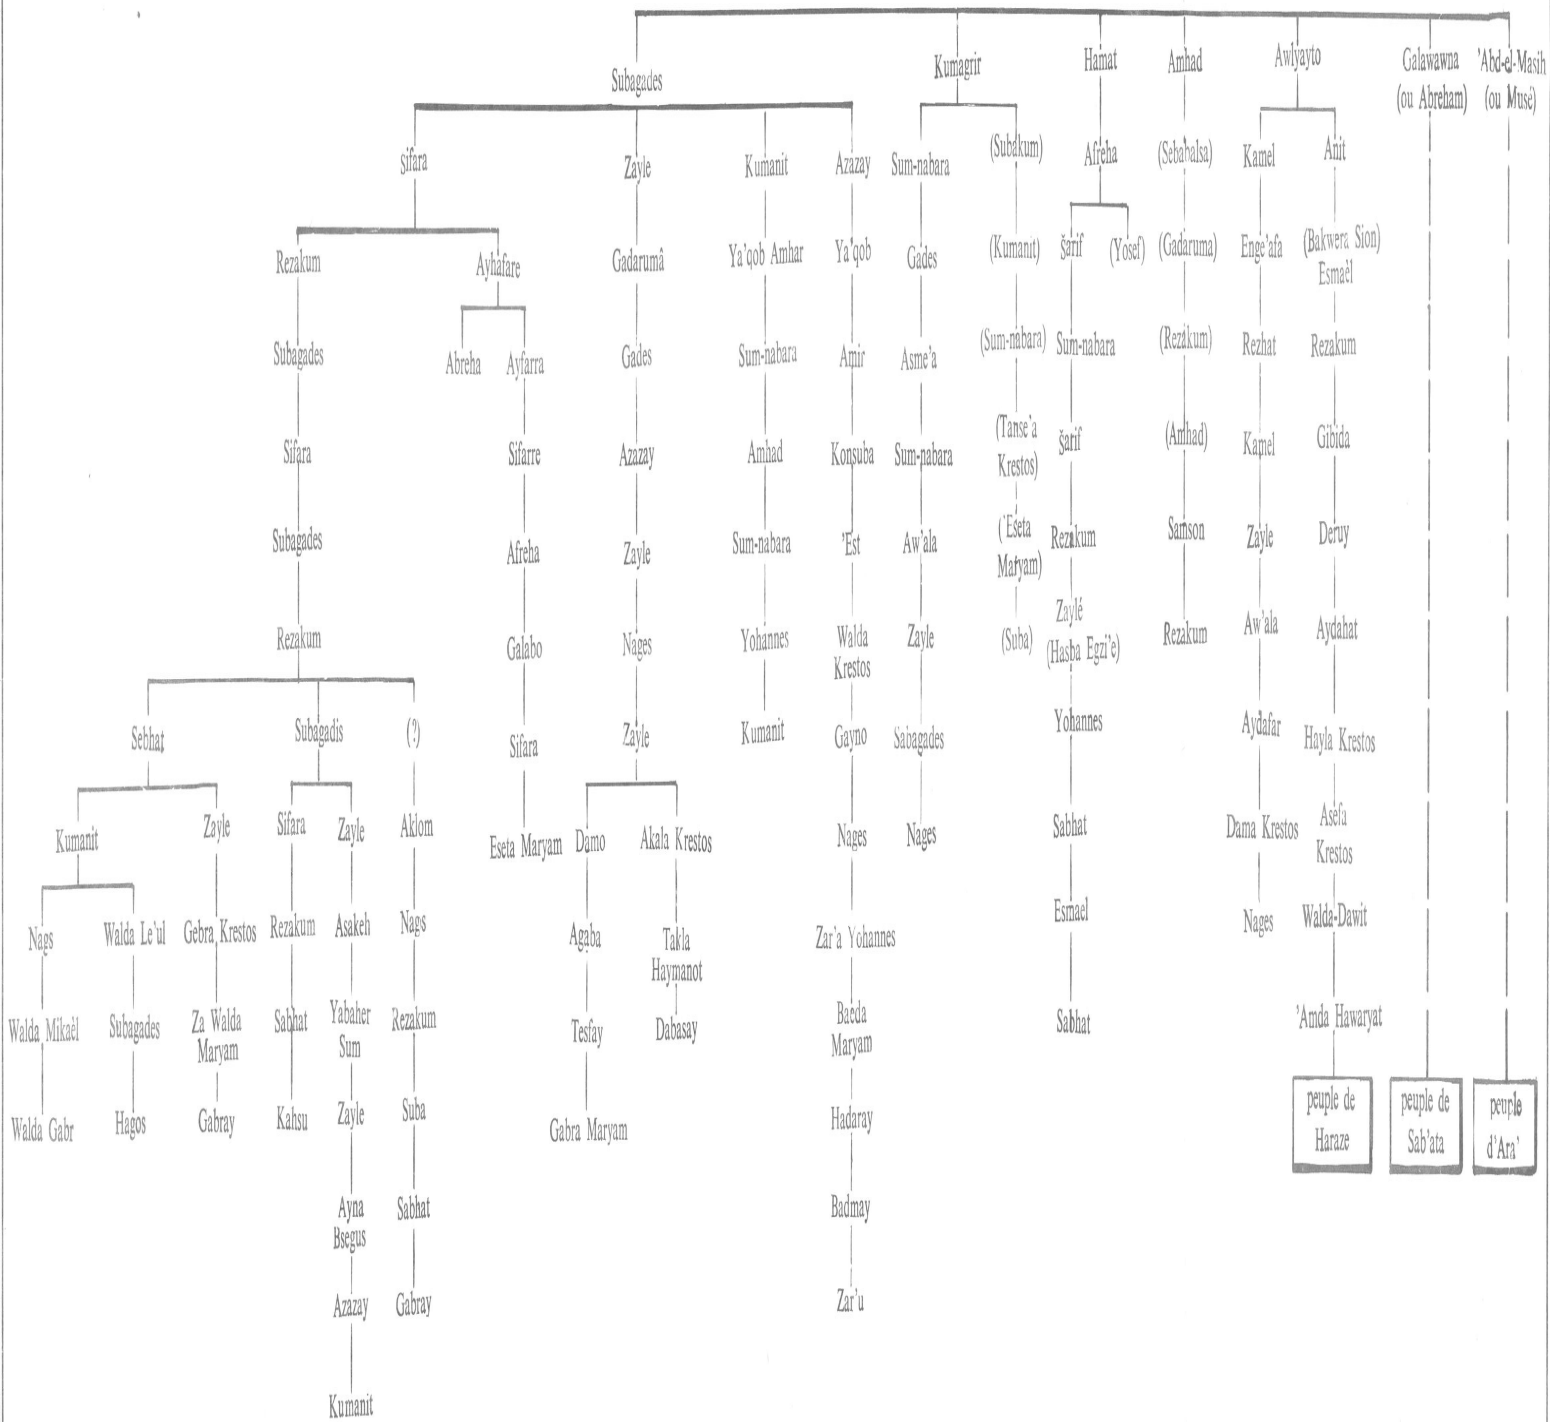 Subagades
Kumagrir
Hamat
Amhad
Awlyayto
Galawawna
(ou Abreham)
'Abd-el-Masih
(ou Musé)
Sifara
Zayle
Kumanit
Azazay
Sum-nabara
(Subakum)
Afreha
(Sebabalsa)
Kamel
Anit
Rezakum
Ayhafare
Gadarumâ
Ya'qob Amhar
Ya'qob
Gades
(Kumanit)
Šarif
(Yosef)
(Gadaruma)
Enge'afa
(Bakwera Sion)
Esmaèl
Subagades
Abreha
Ayfarra
Gades
Sum-nabara
Amir
Asme'a
(Sum-nabara)
Sum-nabara
(Rezakum)
Rezhat
Rezakum
Sifara
Sifarre
Azazay
Amhad
Konsuba
Sum-nabara
(Tanse'a
Krestos)
Šarif
(Amhad)
Kamel
Gibida
Subagades
Afreha
Zayle
Sum-nabara
'Est
Aw'ala
('Eseta
Maryam)
Rezakum
Samson
Zayle
Deruy
Rezakum
Galabo
Nages
Yohannes
Walda
Krestos
Zayle
(Suba)
Zaylé
(Hasba Egzi'e)
Rezakum
Aw'ala
Aydahat
Sebhat
Subagadis
(?)
Sifara
Zayle
Kumanit
Gayno
Sabagades
Yohannes
Aydafar
Hayla Krestos
Kumanit
Zayle
Sifara
Zayle
Aklom
Eseta Maryam
Damo
Akala Krestos
Nages
Nages
Sabhat
Dama Krestos
Asefa
Krestos
Nags
Walda Le'ul
Gebra Krestos
Rezakum
Asakeh
Nags
Agaba
Takla
Haymanot
Zar'a Yohannes
Esmael
Nages
Walda-Dawit
Walda Mikaèl
Subagades
Za Walda
Maryam
Sabhat
Yabaher
Sum
Rezakum
Tesfay
Dabasay
Baeda
Maryam
Sabhat
'Amda Hawaryat
Walda Gabr
Hagos
Gabray
Kahsu
Zayle
Suba
Gabra Maryam
Hadaray
peuple de
Haraze
peuple de
Sab'ata
peuple
d'Ara'
Ayna
Bsegus
Sabhat
Badmay
Azazay
Gabray
Zar'u
Kumanit